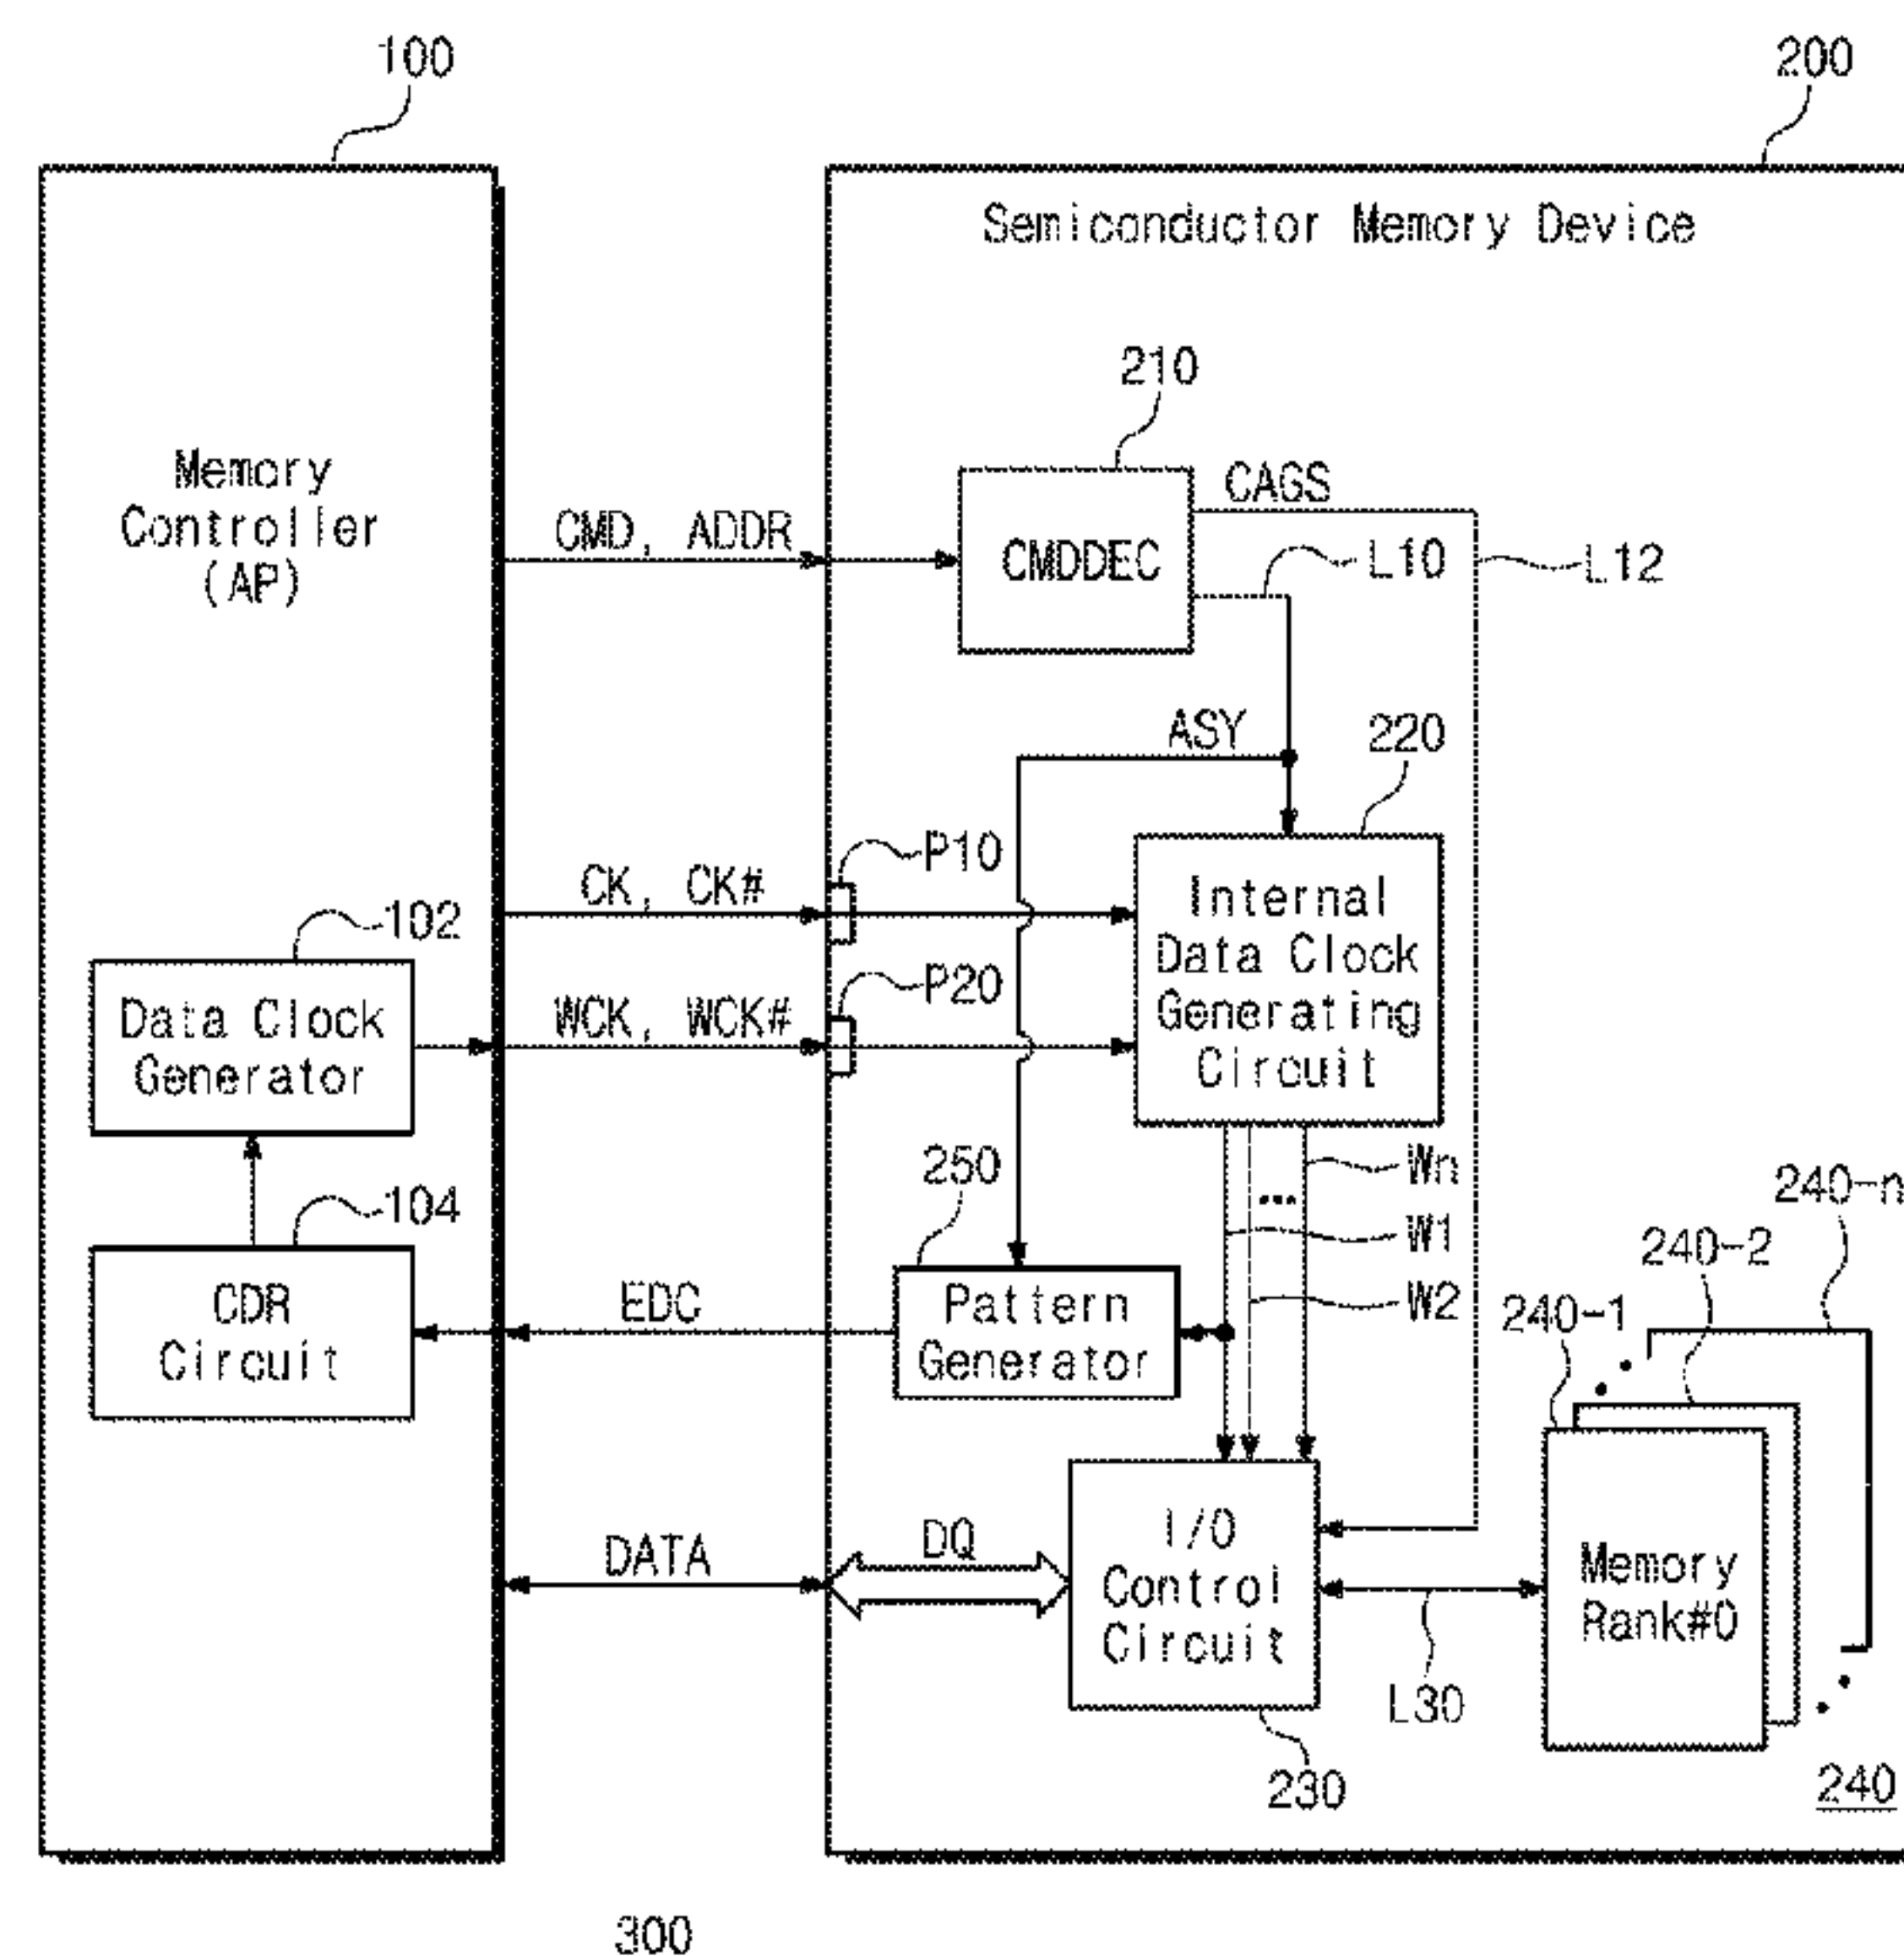 100
200
Semiconductor Memory Device
210
Memory
Controller
(AP)
CMD, ADDR
CMDDEC
CAGS
L10
L12
ASY
220
P10
CK, CK#
102
P20
Data Clock
Generator
WCK, WCK#
Internal
Data Clock
Generating
Circuit
250
Wn
...
W1
W2
104
CDR
Circuit
EDC
Pattern
Generator
240-n
240-2
240-1
DATA
DQ
I/O
Control
Circuit
Memory
Rank#0
L30
230
240
300